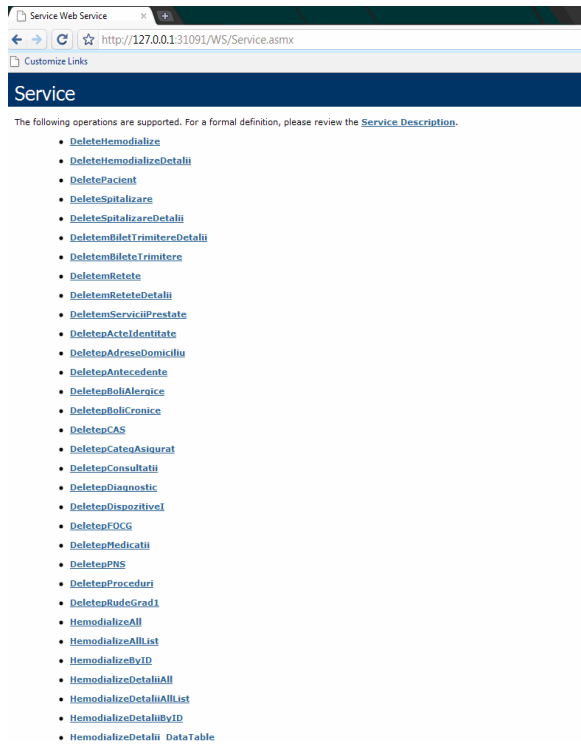 Service Web Service
http://127.0.0.1:31091/WS/Service.asmx
Customize Links
Service
The following operations are supported. For a formal definition, please review the Service Description.
DeleteHemodialize
DeleteHemodializeDetalii
DeletePacient
DeleteSpitalizare
DeleteSpitalizareDetalii
DeletemBiletTrimitereDetalii
DeletemBileteTrimitere
DeletemRetete
DeletemReteteDetalii
DeletemServiciiPrestate
DeletepActeIdentitate
DeletepAdreseDomiciliu
DeletepAntecedente
DeletepBoliAlergice
DeletepBoliCronice
DeletepCAS
DeletepCategAsigurat
DeletepConsultatii
DeletepDiagnostic
DeletepDispozitiveI
DeletepFOCG
DeletepMedicatii
DeletepPNS
DeletepProceduri
DeletepRudeGrad1
HemodializeAll
HemodializeAllList
HemodializeByID
HemodializeDetaliiAll
HemodializeDetaliiAllList
HemodializeDetaliiByID
HemodializeDetalii_DataTable